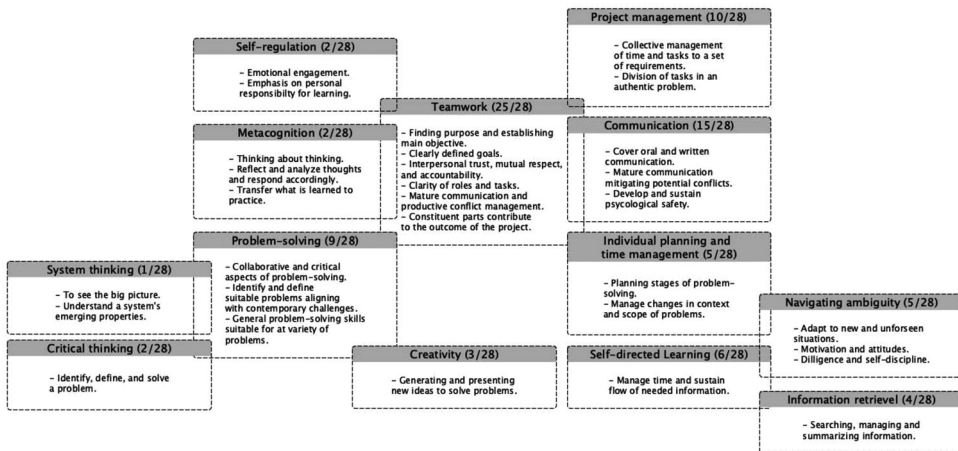 Project management (10/28)
– Collective management
of time and tasks to a set
of requirements.
– Division of tasks in an
authentic problem.
Self-regulation (2/28)
– Emotional engagement.
– Emphasis on personal
responsibilty for learning.
Teamwork (25/28)
– Finding purpose and establishing
main objective.
– Clearly defined goals.
– Interpersonal trust, mutual respect,
and accountability.
– Clarity of roles and tasks.
– Mature communication and
productive conflict management.
– Constituent parts contribute
to the outcome of the project.
Metacognition (2/28)
– Thinking about thinking.
– Reflect and analyze thoughts
and respond accordingly.
– Transfer what is learned to
practice.
Communication (15/28)
– Cover oral and written
communication.
– Mature communication
mitigating potential conflicts.
– Develop and sustain
psycological safety.
Problem-solving (9/28)
– Collaborative and critical
aspects of problem-solving.
– Identify and define
suitable problems aligning
with contemporary challenges.
– General problem-solving skills
suitable for at variety of
problems.
Individual planning and
time management (5/28)
– Planning stages of problem-
solving.
– Manage changes in context
and scope of problems.
System thinking (1/28)
– To see the big picture.
– Understand a system's
emerging properties.
Navigating ambiguity (5/28)
– Adapt to new and unforseen
situations.
– Motivation and attitudes.
– Dilligence and self-discipline.
Critical thinking (2/28)
– Identify, define, and solve
a problem.
Creativity (3/28)
– Generating and presenting
new ideas to solve problems.
Self-directed Learning (6/28)
– Manage time and sustain
flow of needed information.
Information retrievel (4/28)
– Searching, managing and
summarizing information.